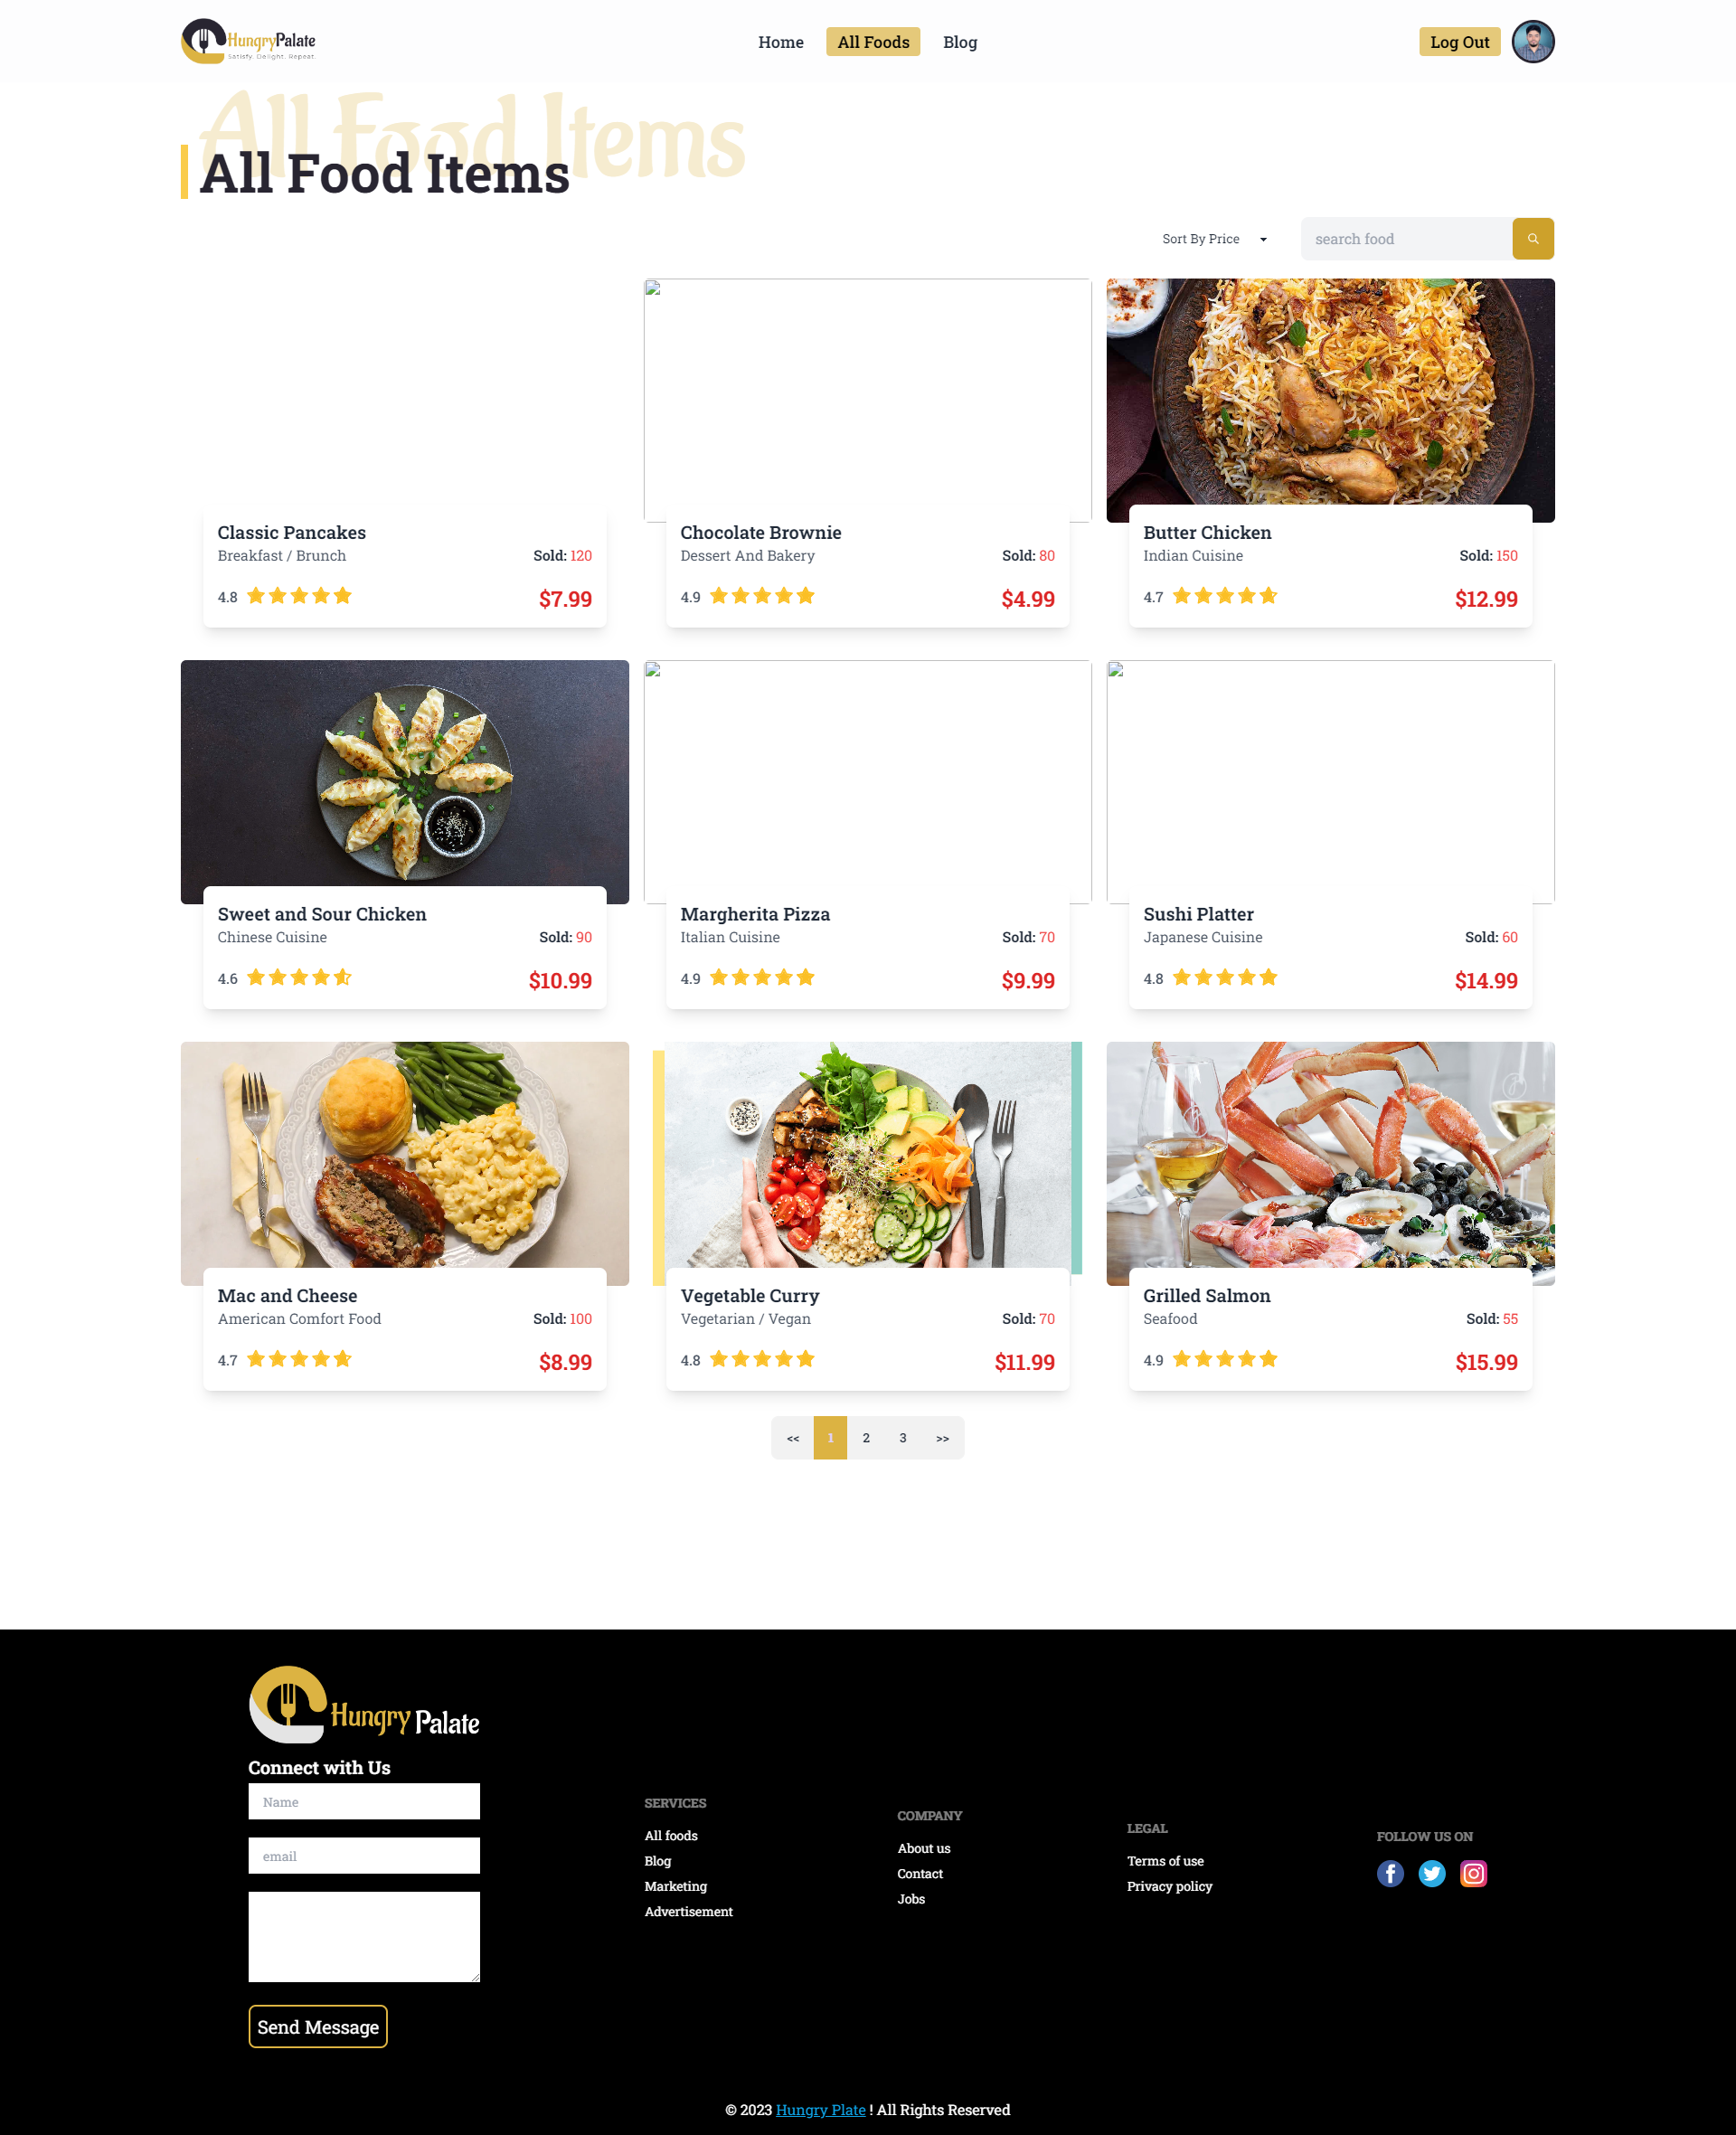 HungryPalate
Satisfy. Delight. Repeat.
Home
All Foods
Blog
Log Out
All Food Items
All Food Items
Sort By Price
search food
Classic Pancakes
Breakfast / Brunch
Sold: 120
4.8
$7.99
Chocolate Brownie
Dessert And Bakery
Sold: 80
4.9
$4.99
Butter Chicken
Indian Cuisine
Sold: 150
4.7
$12.99
Sweet and Sour Chicken
Chinese Cuisine
Sold: 90
4.6
$10.99
Margherita Pizza
Italian Cuisine
Sold: 70
4.9
$9.99
Sushi Platter
Japanese Cuisine
Sold: 60
4.8
$14.99
Mac and Cheese
American Comfort Food
Sold: 100
4.7
$8.99
Vegetable Curry
Vegetarian / Vegan
Sold: 70
4.8
$11.99
Grilled Salmon
Seafood
Sold: 55
4.9
$15.99
<< 1 2 3 >>
Hungry Palate
Connect with Us
Name
email
Send Message
SERVICES
All foods
Blog
Marketing
Advertisement
COMPANY
About us
Contact
Jobs
LEGAL
Terms of use
Privacy policy
FOLLOW US ON
© 2023 Hungry Plate ! All Rights Reserved